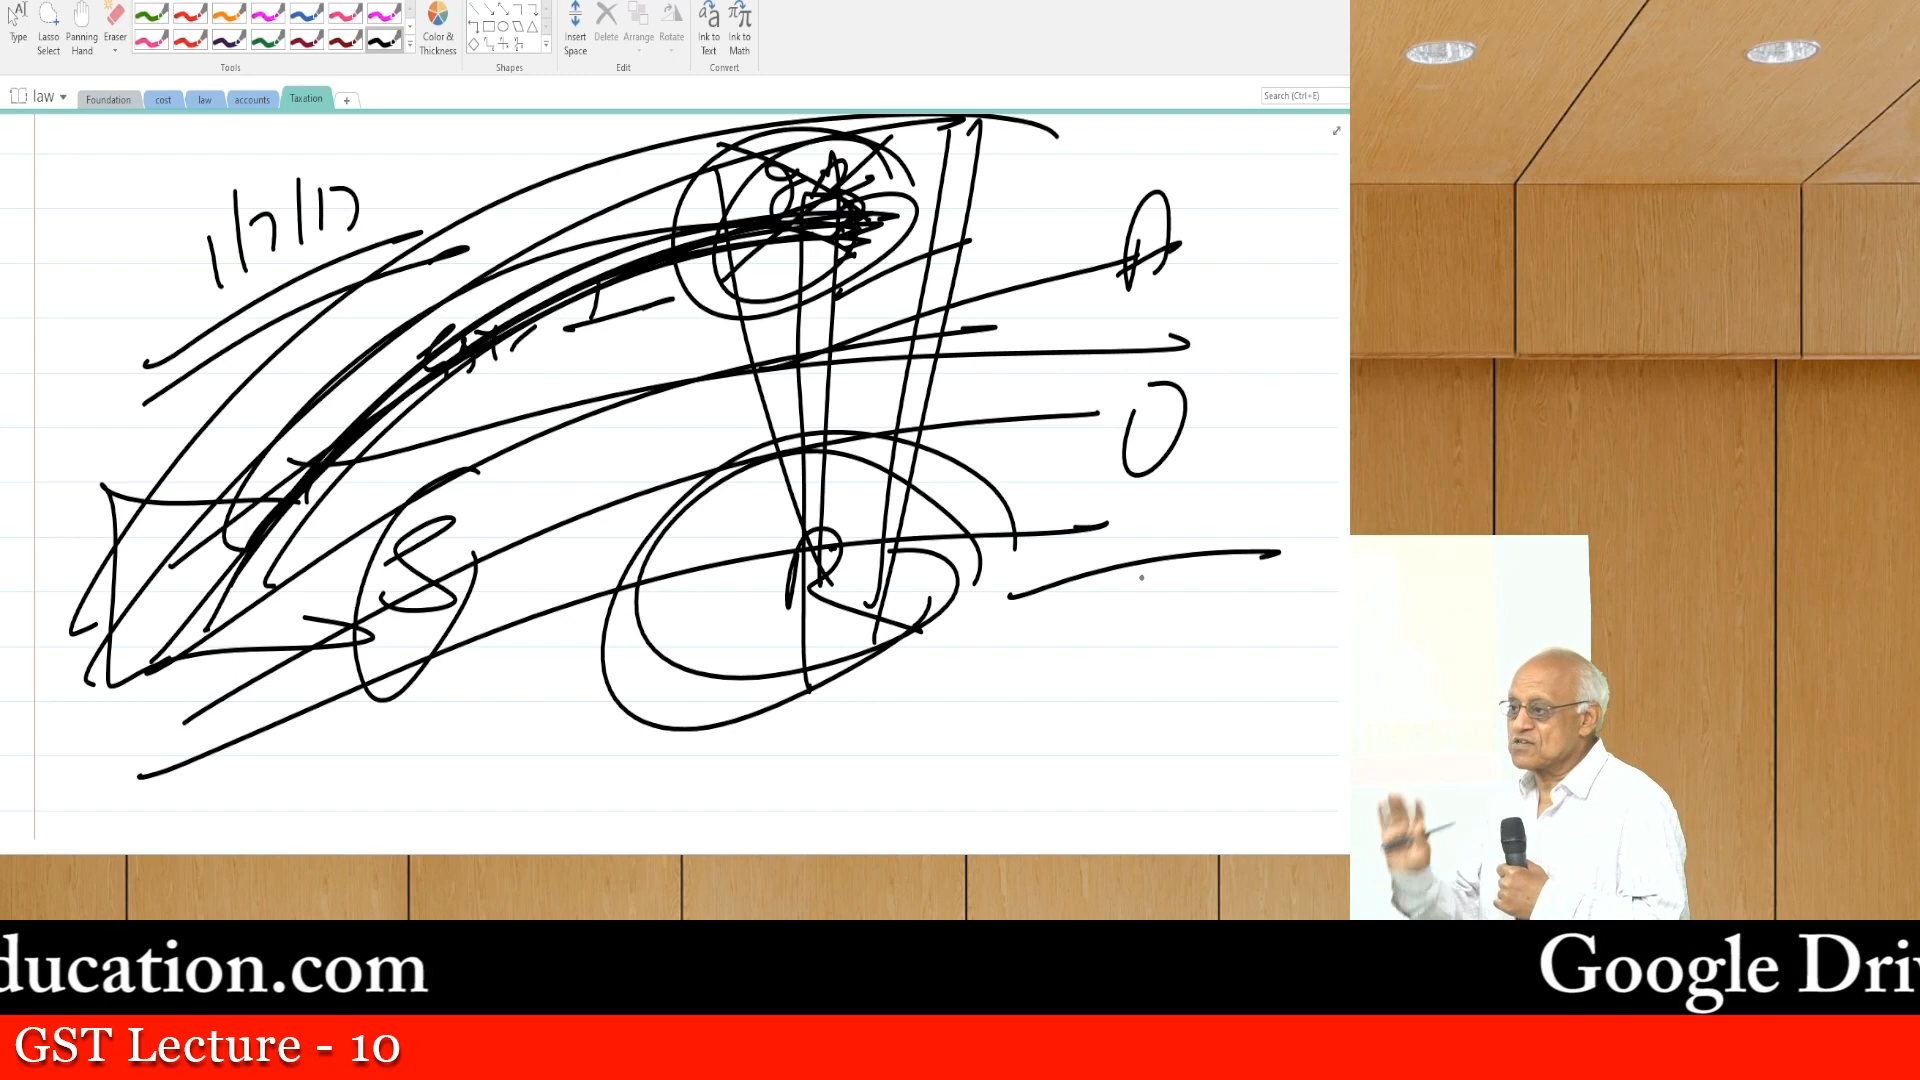 Type
Lasso Select
Panning Hand
Eraser
Color & Thickness
Insert Space
Delete
Arrange
Rotate
Ink to Text
Ink to Math
Tools
Shapes
Edit
Convert
law
Foundation
cost
law
accounts
Taxation
+
Search (Ctrl+E)
1/7/17
A
O
S
P
ducation.com
Google Driv
GST Lecture - 10